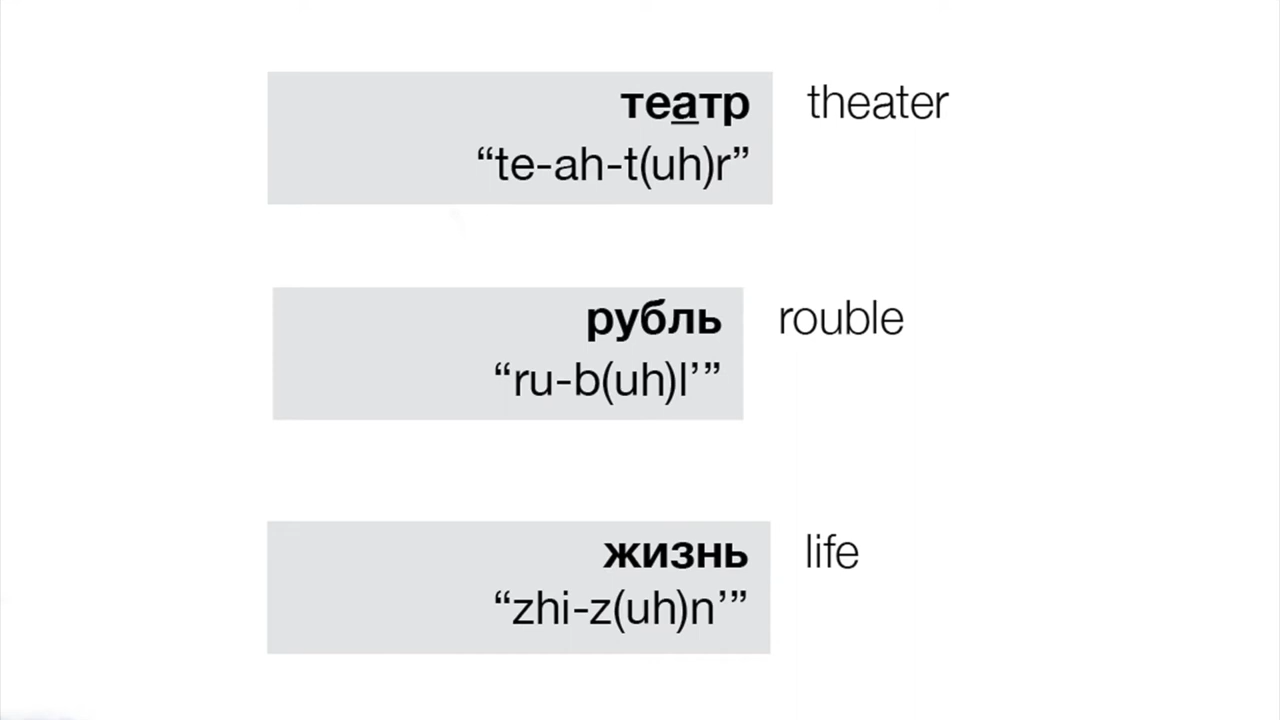 театр theater
“te-ah-t(uh)r”
рубль rouble
“ru-b(uh)l’”
жизнь life
“zhi-z(uh)n’”